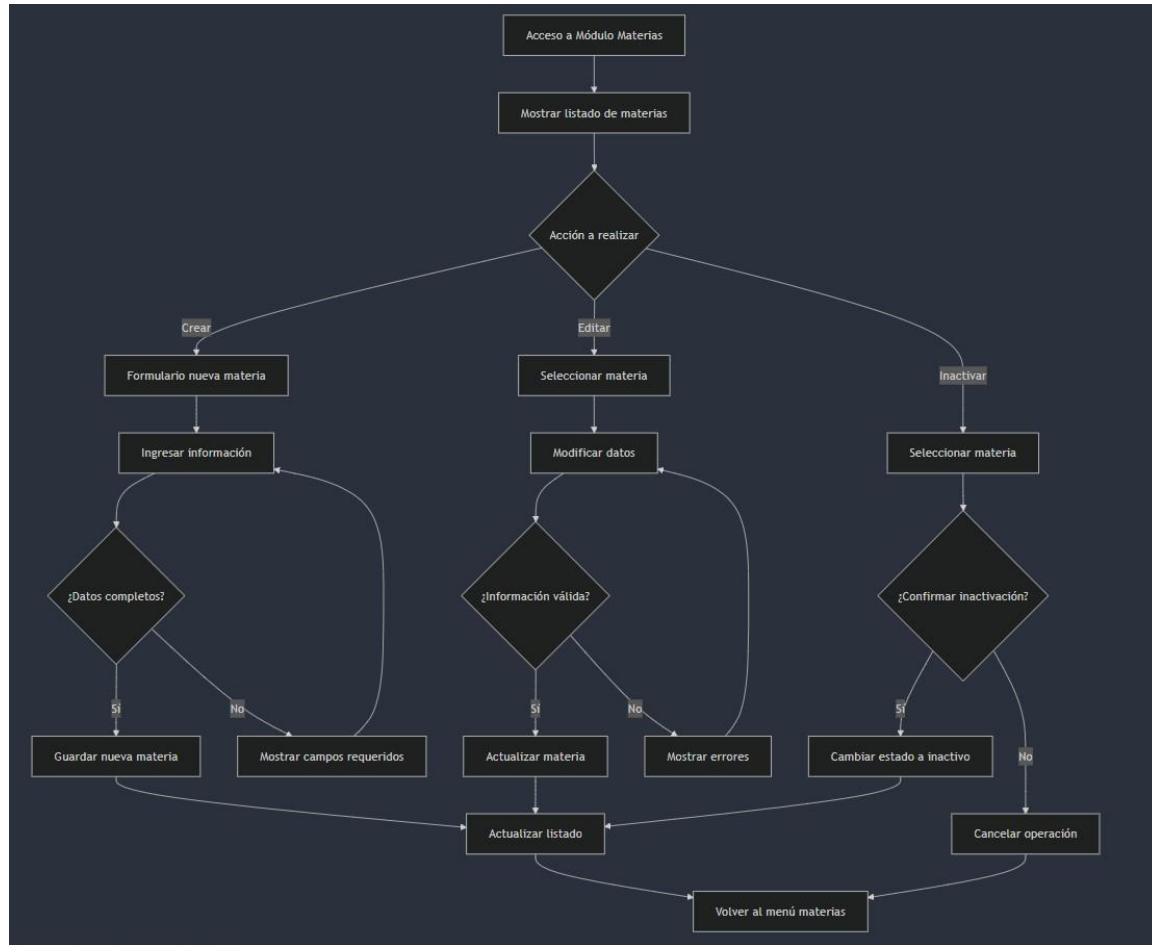 Acceso a Módulo Materias
Mostrar listado de materias
Acción a realizar
Crear
Editar
Inactivar
Formulario nueva materia
Seleccionar materia
Ingresar información
Modificar datos
Seleccionar materia
¿Datos completos?
¿Información válida?
¿Confirmar inactivación?
Sí
No
Sí
No
Sí
No
Guardar nueva materia
Mostrar campos requeridos
Actualizar materia
Mostrar errores
Cambiar estado a inactivo
Actualizar listado
Cancelar operación
Volver al menú materias